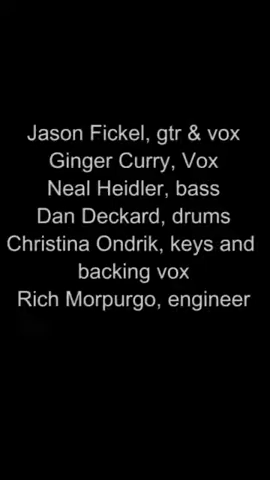 Jason Fickel, gtr & vox
Ginger Curry, Vox
Neal Heidler, bass
Dan Deckard, drums
Christina Ondrik, keys and
backing vox
Rich Morpurgo, engineer